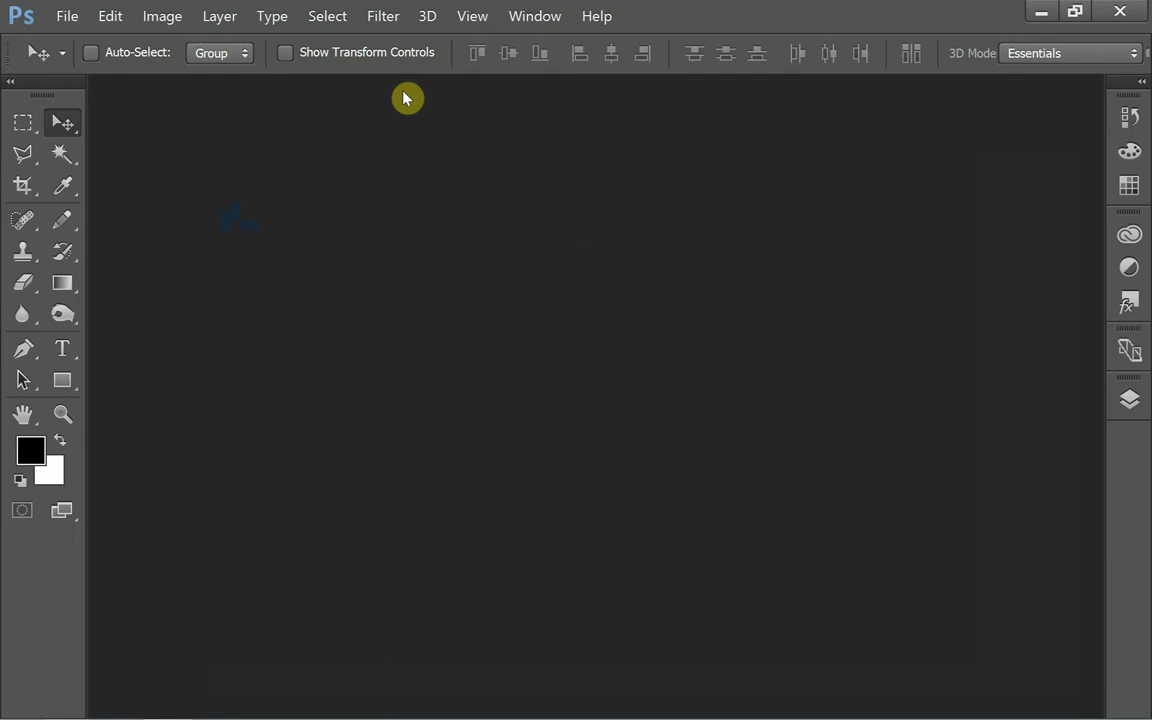 Ps File Edit Image Layer Type Select Filter 3D View Window Help
Auto-Select: Group Show Transform Controls 3D Mode Essentials
T
fx